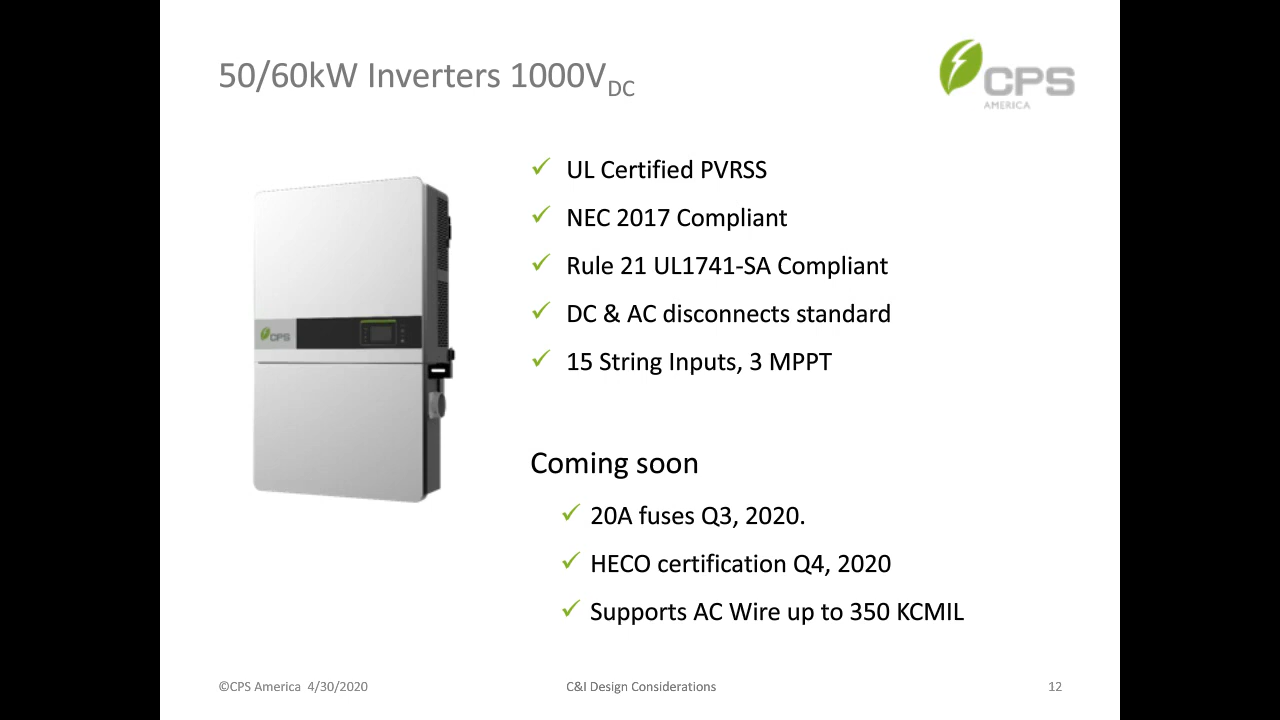 50/60kW Inverters 1000VDC
CPS
AMERICA
UL Certified PVRSS
NEC 2017 Compliant
Rule 21 UL1741-SA Compliant
DC & AC disconnects standard
15 String Inputs, 3 MPPT
CPS
Coming soon
20A fuses Q3, 2020.
HECO certification Q4, 2020
Supports AC Wire up to 350 KCMIL
©CPS America 4/30/2020
C&I Design Considerations
12